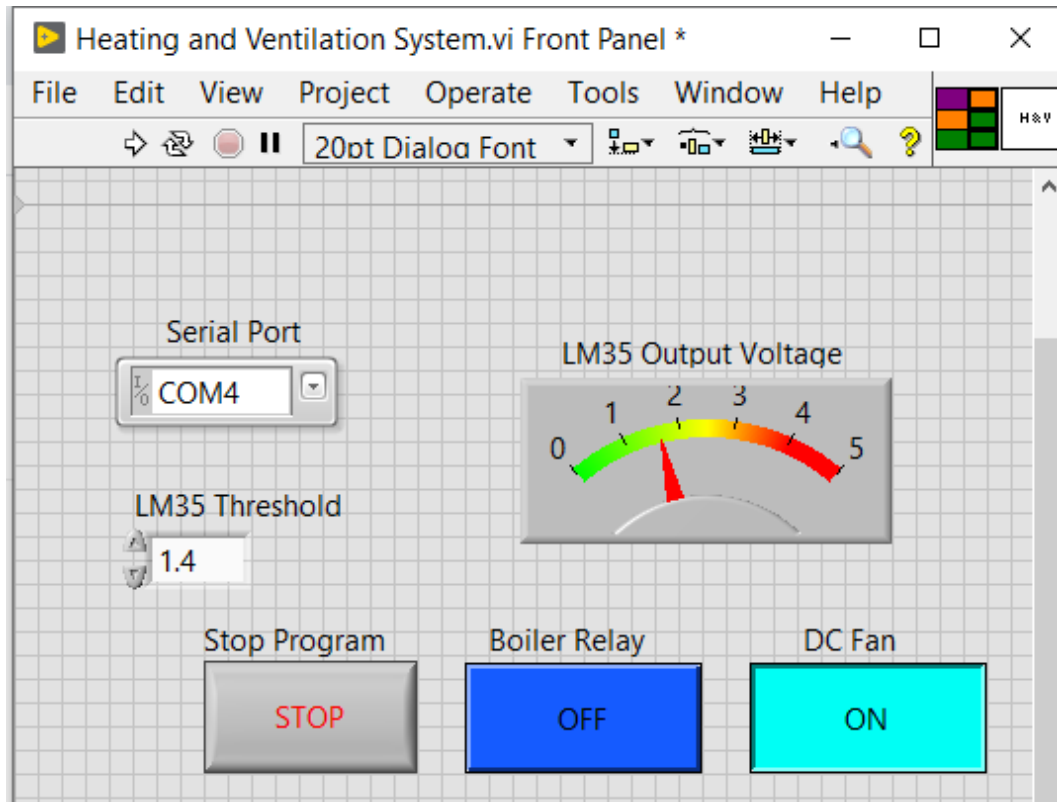 Heating and Ventilation System.vi Front Panel *
File Edit View Project Operate Tools Window Help
H & V
20pt Dialog Font
Serial Port
I/O COM4
LM35 Output Voltage
0 1 2 3 4 5
LM35 Threshold
1.4
Stop Program Boiler Relay DC Fan
STOP OFF ON